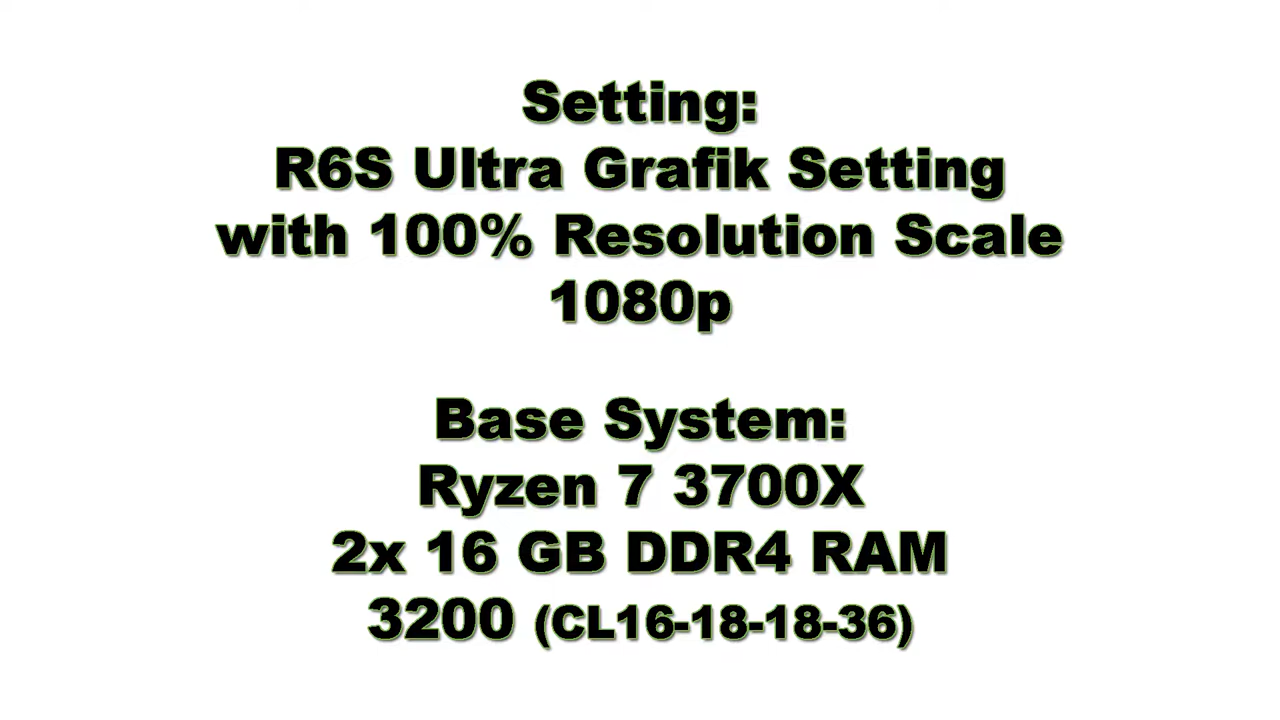 Setting:
R6S Ultra Grafik Setting
with 100% Resolution Scale
1080p
Base System:
Ryzen 7 3700X
2x 16 GB DDR4 RAM
3200 (CL16-18-18-36)